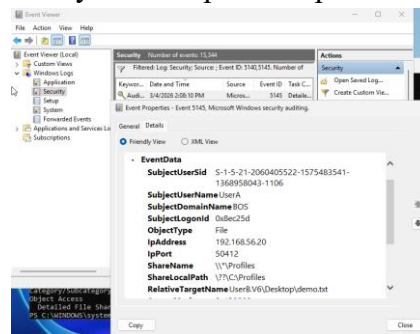 Event Viewer
File Action View Help
Event Viewer (Local)
Custom Views
Windows Logs
Application
Security
Setup
System
Forwarded Events
Applications and Services Lo
Subscriptions
Security Number of events: 15,344
Filtered: Log: Security; Source: ; Event ID: 5140,5145. Number of
Keywor... Date and Time Source Event ID Task C...
Audi... 3/4/2026 2:08:10 PM Micros... 5145 Detaile...
Actions
Security
Open Saved Log...
Create Custom Vie...
Event Properties - Event 5145, Microsoft Windows security auditing.
General Details
Friendly View XML View
- EventData
SubjectUserSid S-1-5-21-2060405522-1575483541-
1368958043-1106
SubjectUserName UserA
SubjectDomainName BOS
SubjectLogonId 0x8ec25d
ObjectType File
IpAddress 192.168.56.20
IpPort 50412
ShareName \\*\Profiles
ShareLocalPath \??\C:\Profiles
RelativeTargetName UserB.V6\Desktop\demo.txt
Category/Subcategory
Object Access
Detailed File Shar
PS C:\WINDOWS\system
Copy
Close